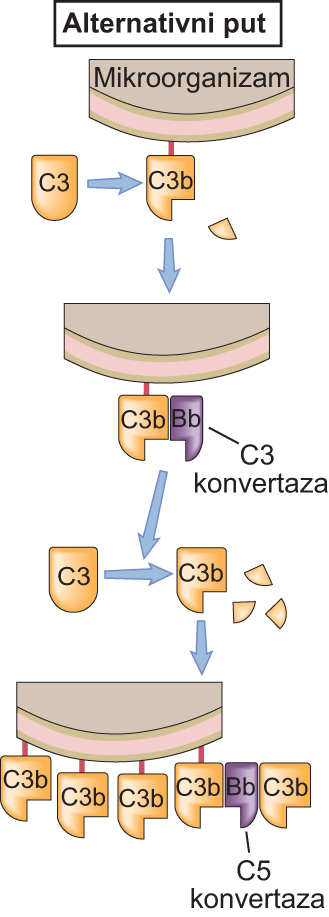 Alternativni put
Mikroorganizam
C3
C3b
C3b
Bb
C3
konvertaza
C3
C3b
C3b
C3b
C3b
C3b
Bb
C3b
C5
konvertaza